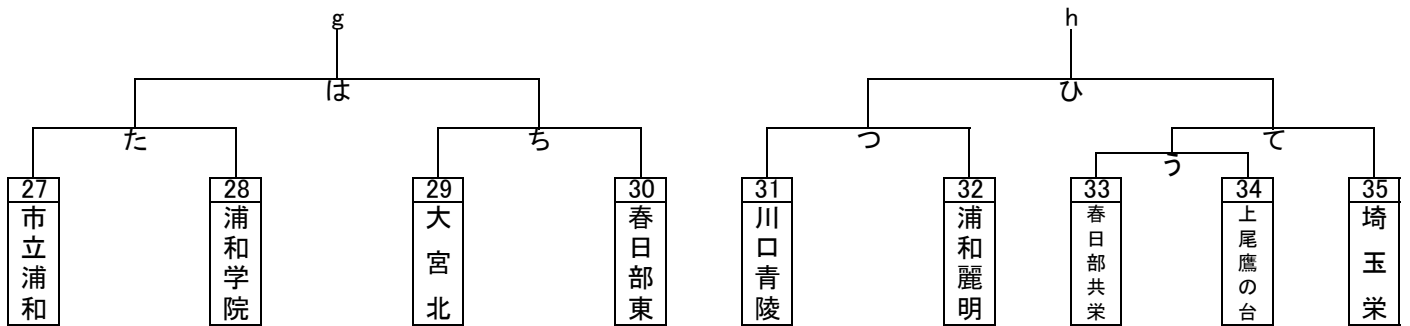 g
h
は
ひ
た
ち
つ
て
う
27
28
29
30
31
32
33
34
35
市立浦和
浦和学院
大宮北
春日部東
川口青陵
浦和麗明
春日部共栄
上尾鷹の台
埼玉栄